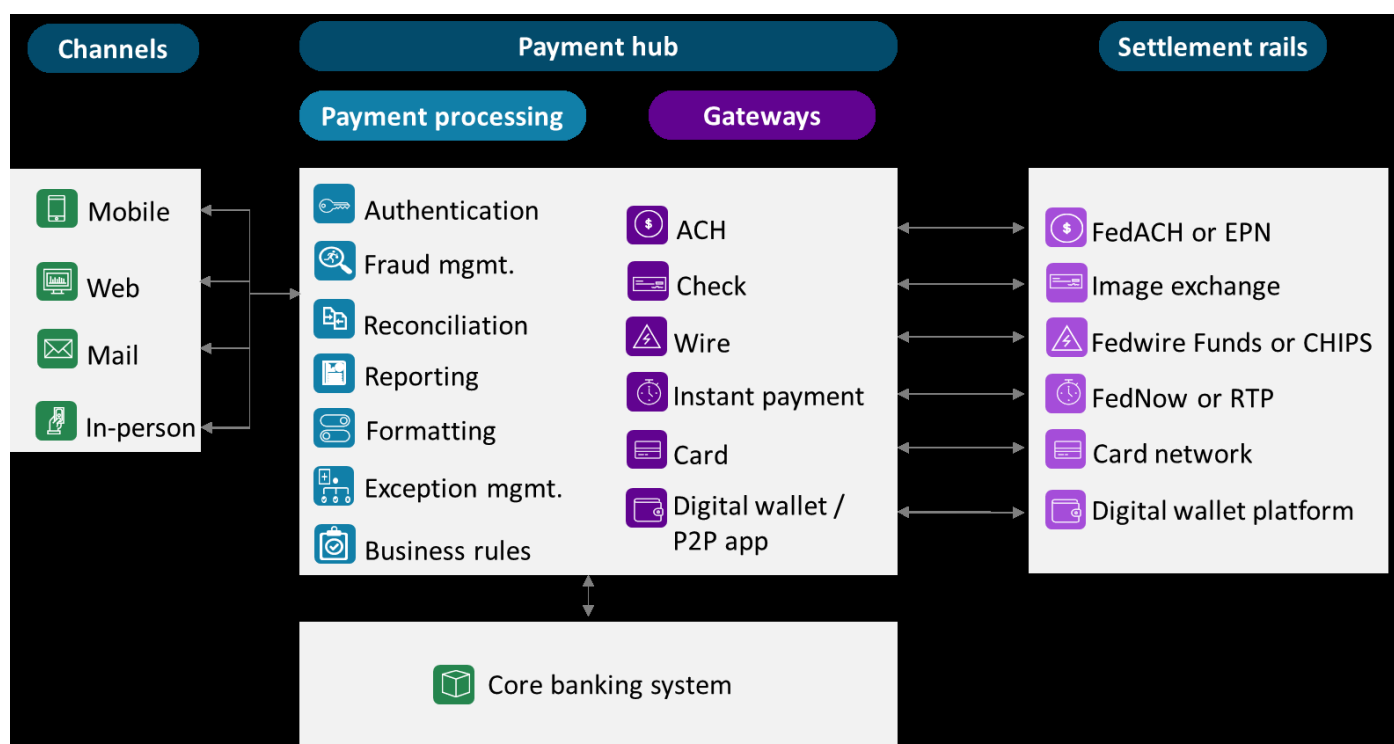 Channels
Payment hub
Settlement rails
Payment processing
Gateways
Mobile
Web
Mail
In-person
Authentication
Fraud mgmt.
Reconciliation
Reporting
Formatting
Exception mgmt.
Business rules
ACH
Check
Wire
Instant payment
Card
Digital wallet /
P2P app
FedACH or EPN
Image exchange
Fedwire Funds or CHIPS
FedNow or RTP
Card network
Digital wallet platform
Core banking system